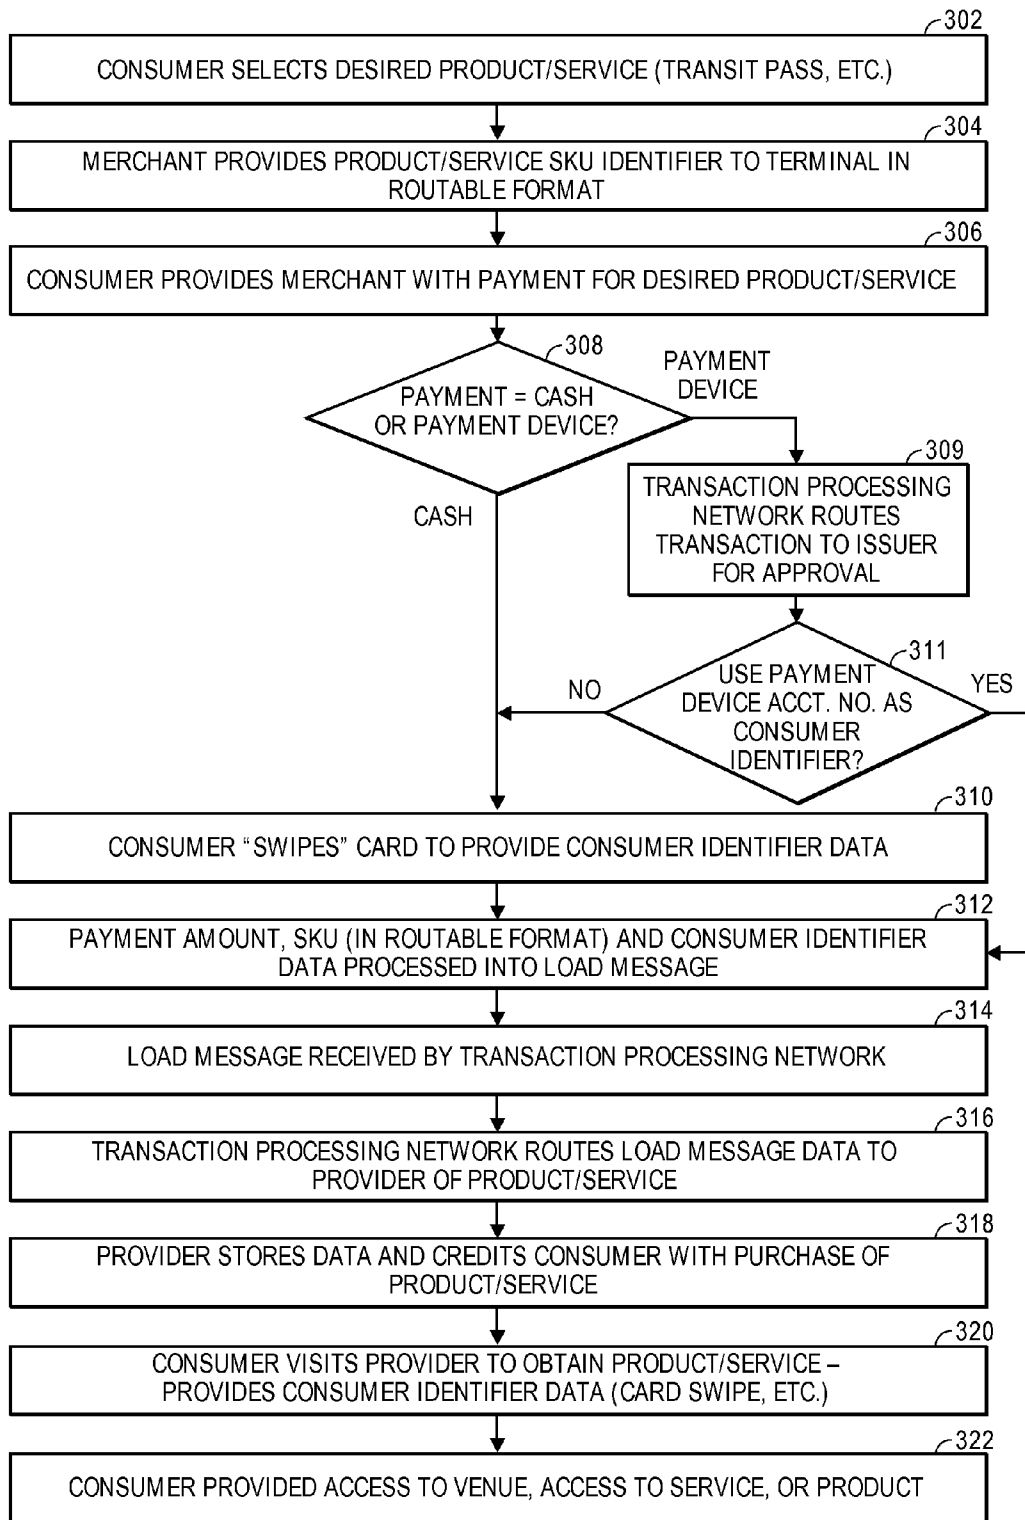 302
CONSUMER SELECTS DESIRED PRODUCT/SERVICE (TRANSIT PASS, ETC.)
304
MERCHANT PROVIDES PRODUCT/SERVICE SKU IDENTIFIER TO TERMINAL IN
ROUTABLE FORMAT
306
CONSUMER PROVIDES MERCHANT WITH PAYMENT FOR DESIRED PRODUCT/SERVICE
308
PAYMENT = CASH
OR PAYMENT DEVICE?
PAYMENT
DEVICE
CASH
309
TRANSACTION PROCESSING
NETWORK ROUTES
TRANSACTION TO ISSUER
FOR APPROVAL
311
USE PAYMENT
DEVICE ACCT. NO. AS
CONSUMER
IDENTIFIER?
NO
YES
310
CONSUMER “SWIPES” CARD TO PROVIDE CONSUMER IDENTIFIER DATA
312
PAYMENT AMOUNT, SKU (IN ROUTABLE FORMAT) AND CONSUMER IDENTIFIER
DATA PROCESSED INTO LOAD MESSAGE
314
LOAD MESSAGE RECEIVED BY TRANSACTION PROCESSING NETWORK
316
TRANSACTION PROCESSING NETWORK ROUTES LOAD MESSAGE DATA TO
PROVIDER OF PRODUCT/SERVICE
318
PROVIDER STORES DATA AND CREDITS CONSUMER WITH PURCHASE OF
PRODUCT/SERVICE
320
CONSUMER VISITS PROVIDER TO OBTAIN PRODUCT/SERVICE –
PROVIDES CONSUMER IDENTIFIER DATA (CARD SWIPE, ETC.)
322
CONSUMER PROVIDED ACCESS TO VENUE, ACCESS TO SERVICE, OR PRODUCT